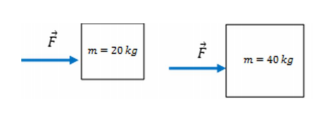 F⃗
m = 20 kg
F⃗
m = 40 kg